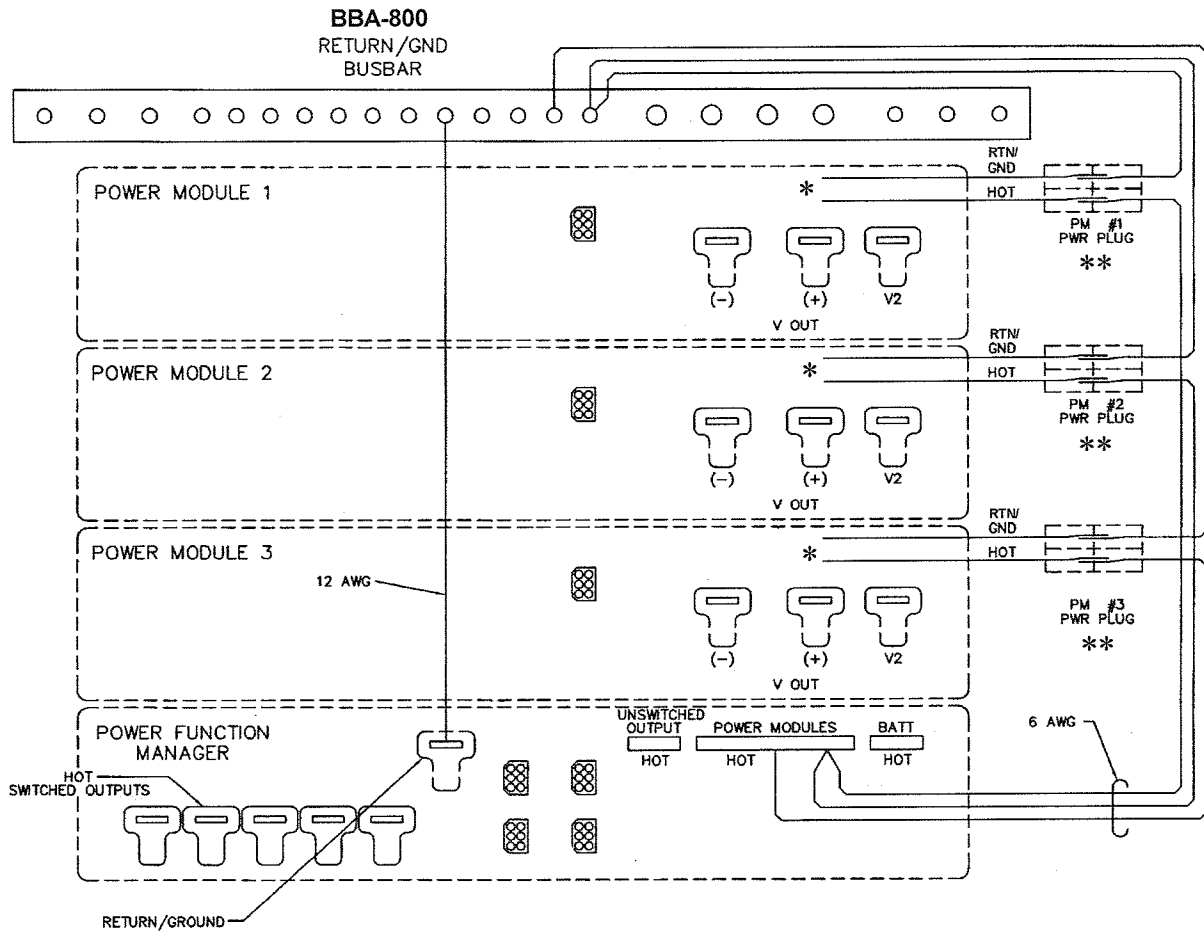 BBA-800
RETURN/GND
BUSBAR
RTN/
GND
HOT
POWER MODULE 1
*
PM #1
PWR PLUG
**
(-)
(+)
V2
V OUT
RTN/
GND
HOT
POWER MODULE 2
*
PM #2
PWR PLUG
**
(-)
(+)
V2
V OUT
RTN/
GND
HOT
POWER MODULE 3
*
12 AWG
PM #3
PWR PLUG
**
(-)
(+)
V2
V OUT
POWER FUNCTION
MANAGER
UNSWITCHED
OUTPUT
HOT
POWER MODULES
HOT
BATT
HOT
6 AWG
HOT
SWITCHED OUTPUTS
RETURN/GROUND